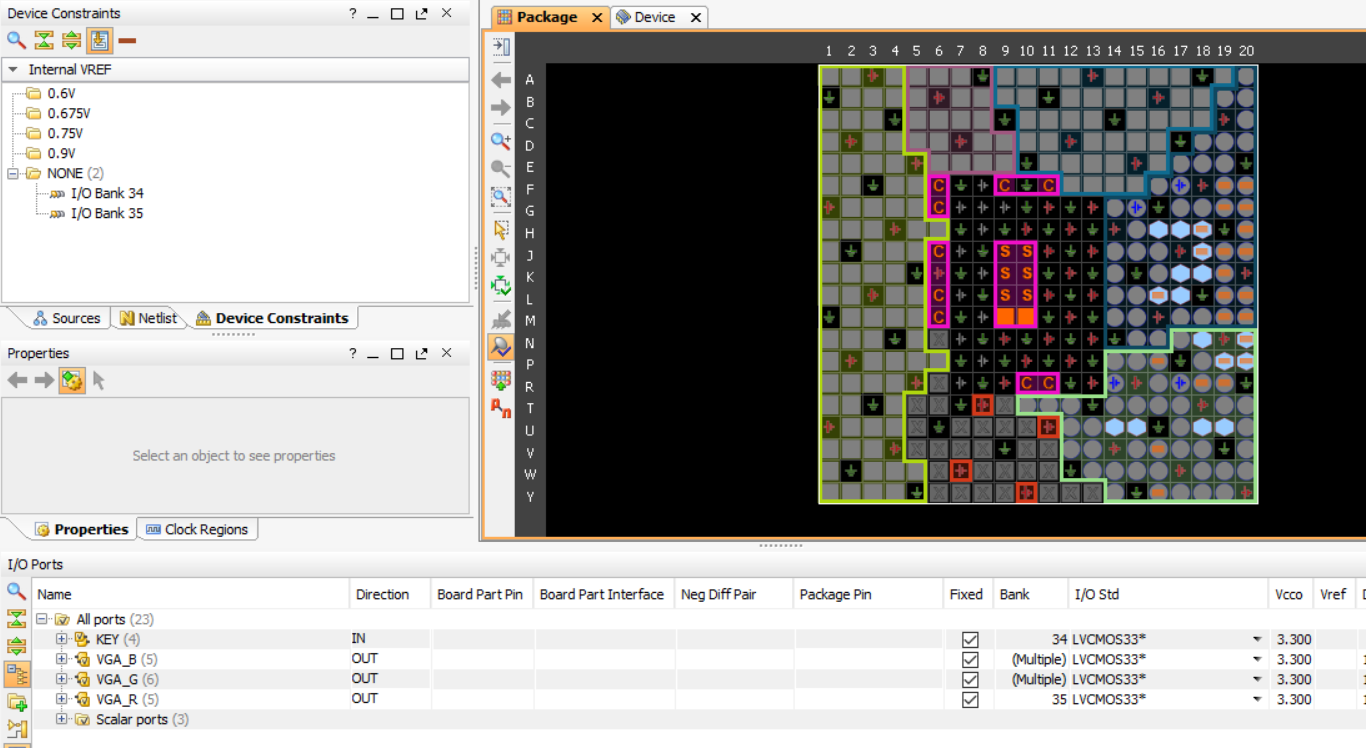 Device Constraints
Internal VREF
0.6V
0.675V
0.75V
0.9V
NONE (2)
I/O Bank 34
I/O Bank 35
Sources Netlist Device Constraints
Properties
Select an object to see properties
Properties Clock Regions
Package Device
1 2 3 4 5 6 7 8 9 10 11 12 13 14 15 16 17 18 19 20
A
B
C
D
E
F C C C
G C
H
J C S S
K S S
L C S S
M C
N
P
R C C
T
U
V
W
Y
I/O Ports
Name Direction Board Part Pin Board Part Interface Neg Diff Pair Package Pin Fixed Bank I/O Std Vcco Vref
All ports (23)
KEY (4) IN 34 LVCMOS33* 3.300
VGA_B (5) OUT (Multiple) LVCMOS33* 3.300
VGA_G (6) OUT (Multiple) LVCMOS33* 3.300
VGA_R (5) OUT 35 LVCMOS33* 3.300
Scalar ports (3)